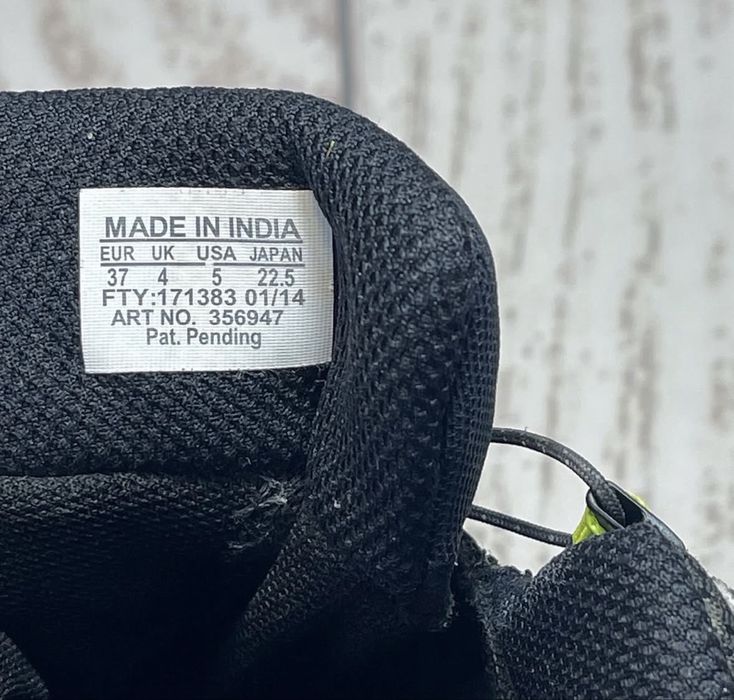 MADE IN INDIA
EUR UK USA JAPAN
37 4 5 22.5
FTY:171383 01/14
ART NO. 356947
Pat. Pending